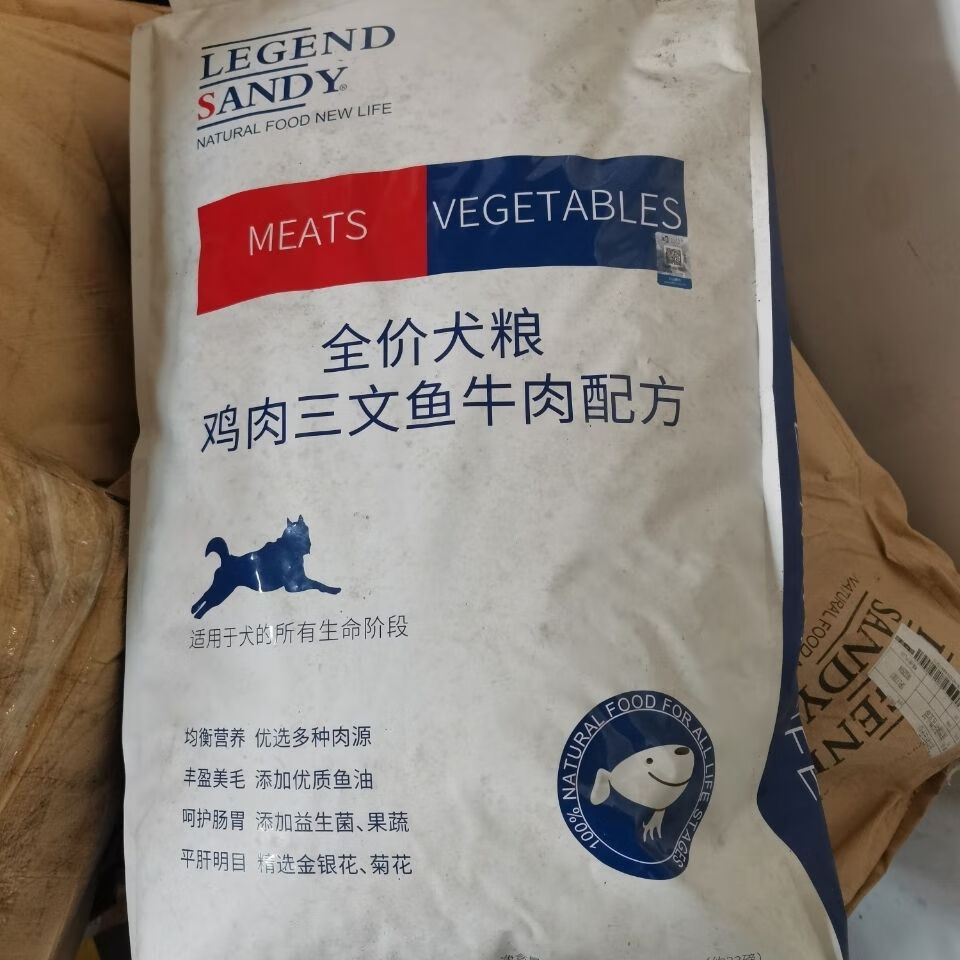 LEGEND
SANDY®
NATURAL FOOD NEW LIFE
MEATS
VEGETABLES
全价犬粮
鸡肉三文鱼牛肉配方
适用于犬的所有生命阶段
均衡营养 优选多种肉源
丰盈美毛 添加优质鱼油
呵护肠胃 添加益生菌、果蔬
平肝明目 精选金银花、菊花
100% NATURAL FOOD FOR ALL LIFE STAGES
LEGEND
SANDY
NATURAL FOOD